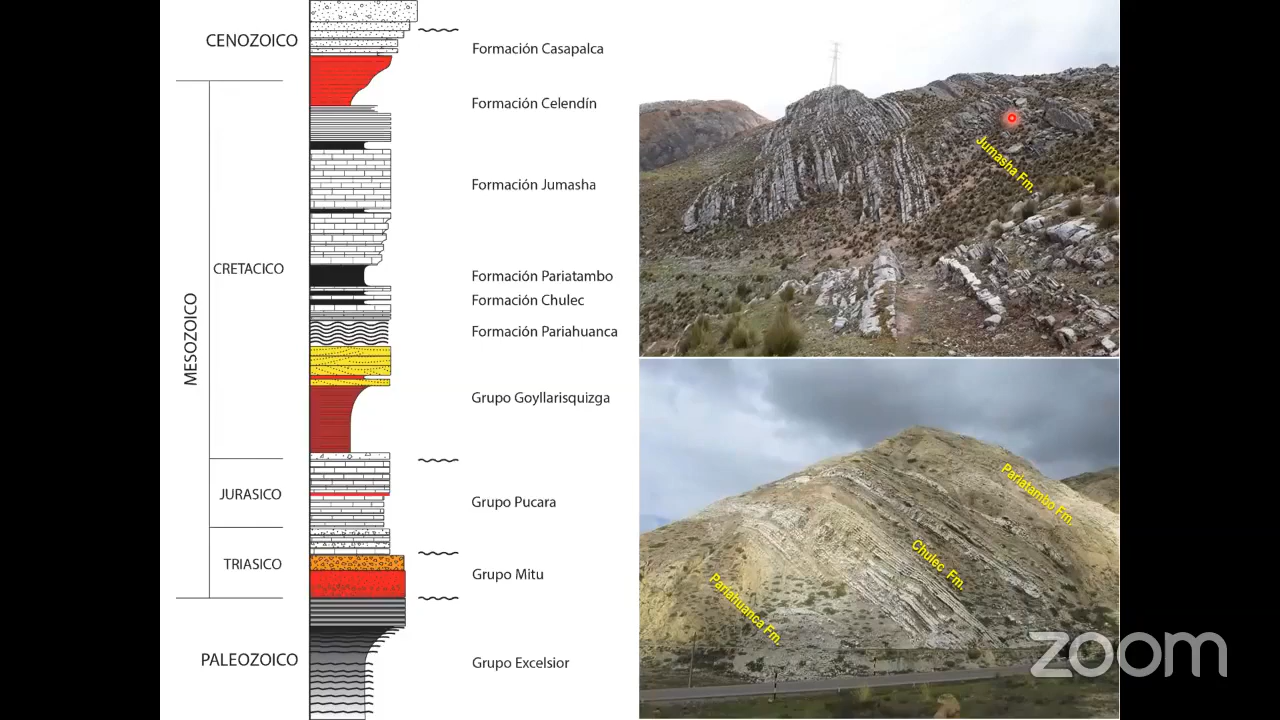 CENOZOICO
MESOZOICO
CRETACICO
JURASICO
TRIASICO
PALEOZOICO
Formación Casapalca
Formación Celendín
Formación Jumasha
Formación Pariatambo
Formación Chulec
Formación Pariahuanca
Grupo Goyllarisquizga
Grupo Pucara
Grupo Mitu
Grupo Excelsior
Jumasha Fm.
Pariatambo Fm.
Chulec Fm.
Pariahuanca Fm.
zoom